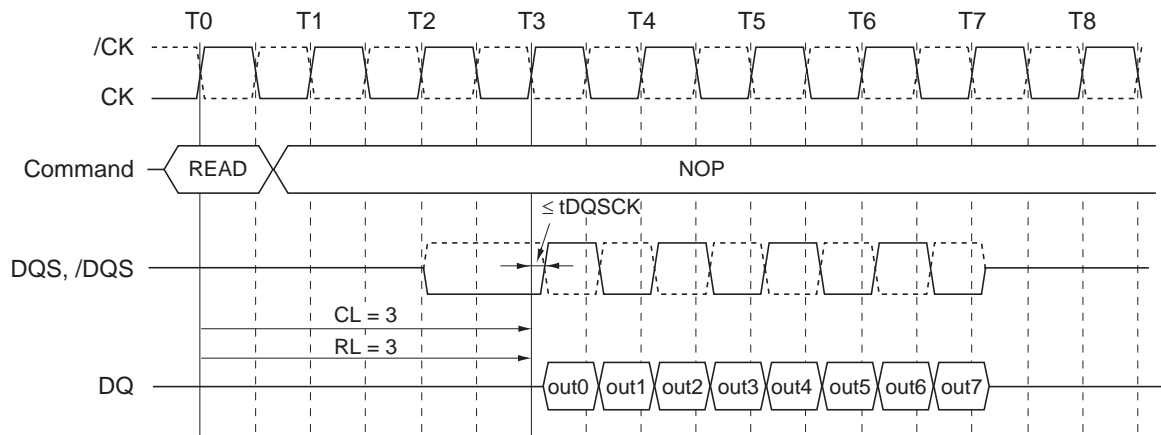 T0 T1 T2 T3 T4 T5 T6 T7 T8
/CK
CK
Command READ NOP
≤ tDQSCK
DQS, /DQS
CL = 3
RL = 3
DQ out0 out1 out2 out3 out4 out5 out6 out7